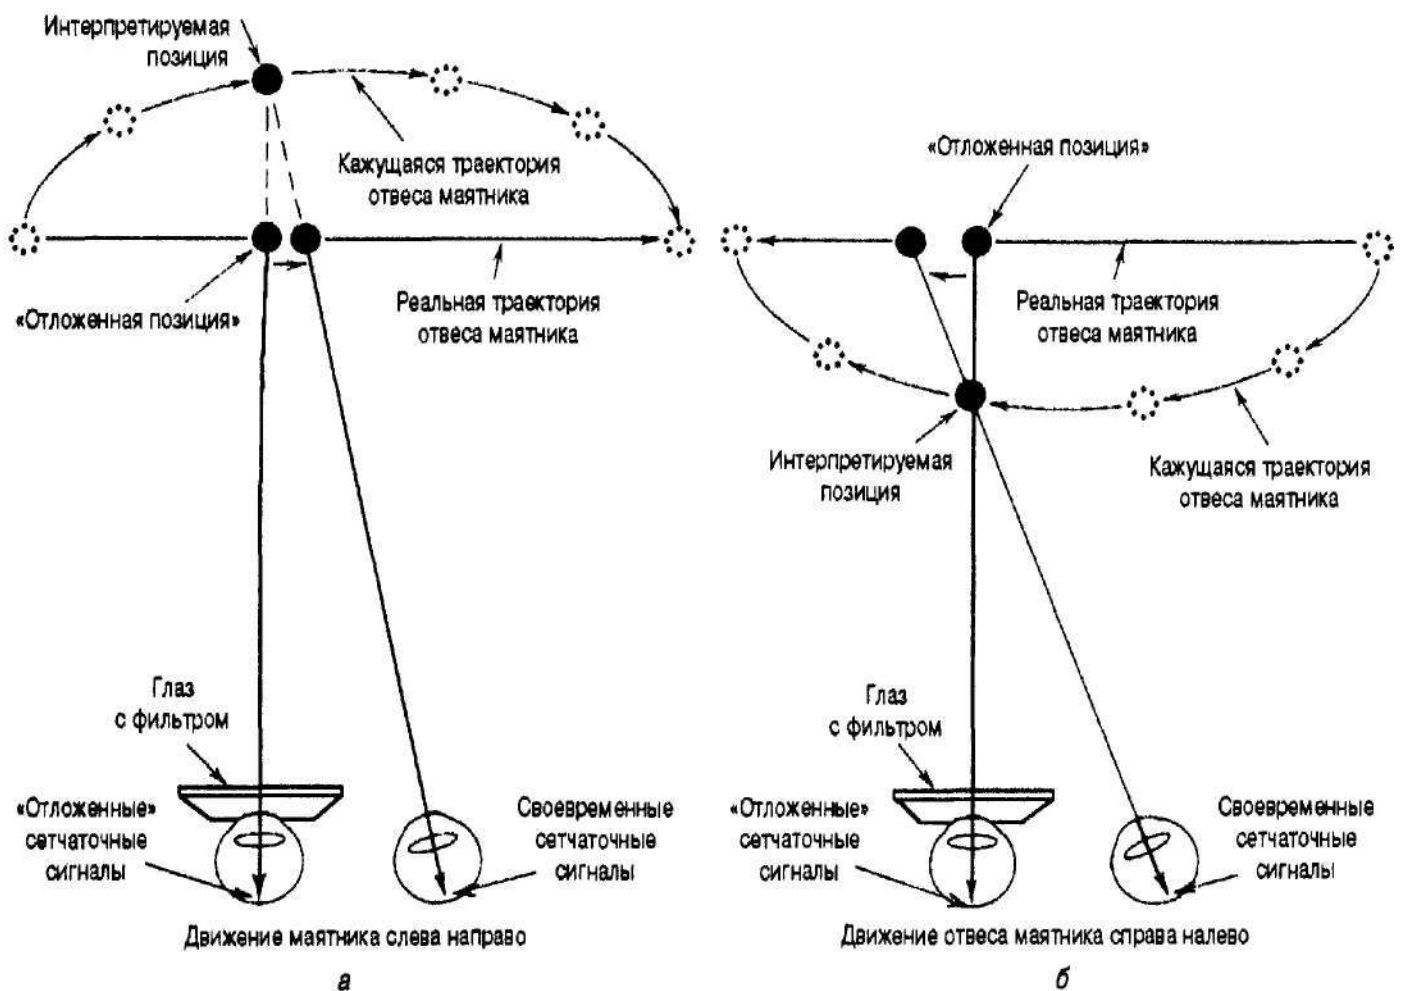 Интерпретируемая
позиция
Кажущаяся траектория
отвеса маятника
«Отложенная позиция»
Реальная траектория
отвеса маятника
Глаз
с фильтром
«Отложенные»
сетчаточные
сигналы
Своевременные
сетчаточные
сигналы
Движение маятника слева направо
а
«Отложенная позиция»
Реальная траектория
отвеса маятника
Интерпретируемая
позиция
Кажущаяся траектория
отвеса маятника
Глаз
с фильтром
«Отложенные»
сетчаточные
сигналы
Своевременные
сетчаточные
сигналы
Движение отвеса маятника справа налево
б